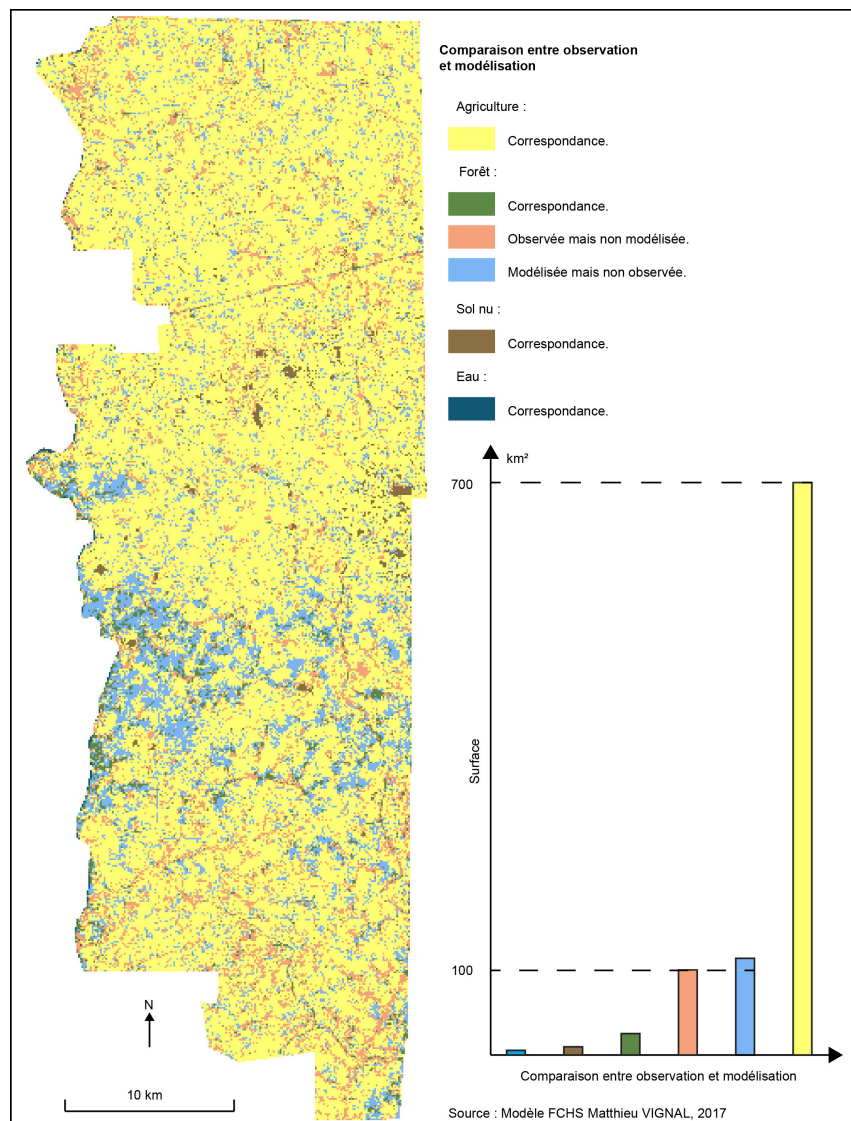 Comparaison entre observation
et modélisation
Agriculture :
Correspondance.
Forêt :
Correspondance.
Observée mais non modélisée.
Modélisée mais non observée.
Sol nu :
Correspondance.
Eau :
Correspondance.
km²
700
100
Surface
Comparaison entre observation et modélisation
N
10 km
Source : Modèle FCHS Matthieu VIGNAL, 2017